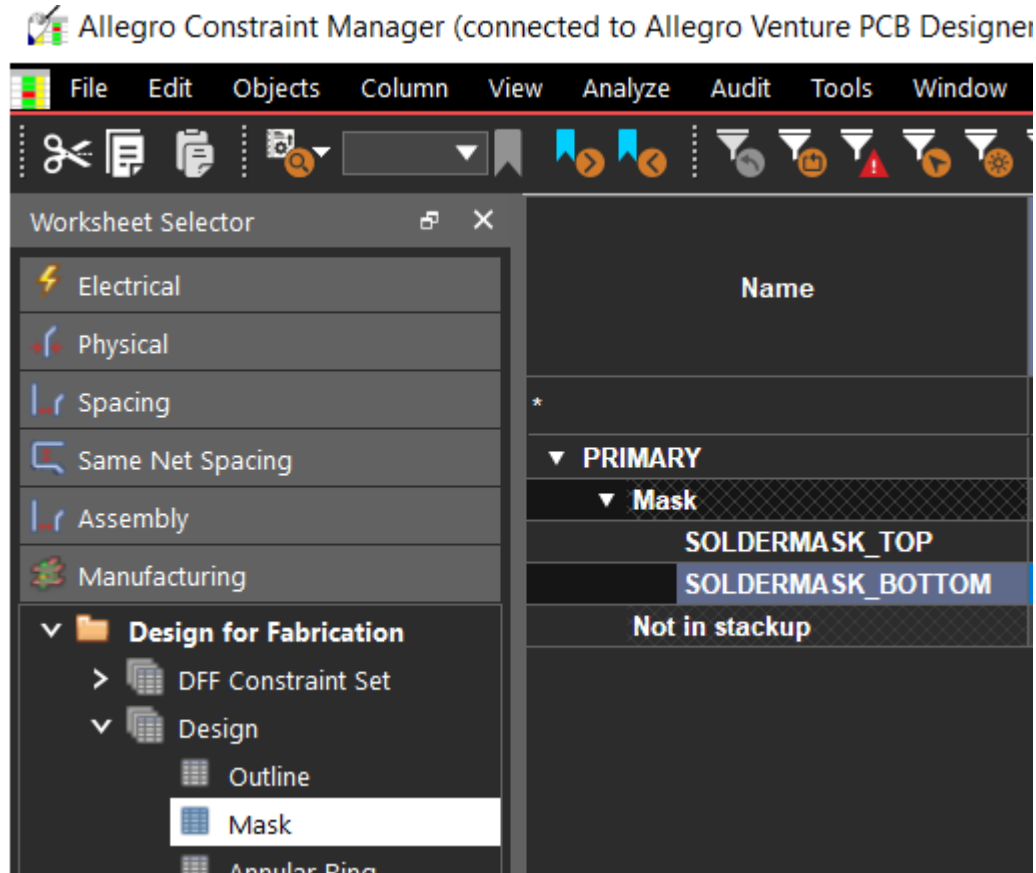 Allegro Constraint Manager (connected to Allegro Venture PCB Designer
File Edit Objects Column View Analyze Audit Tools Window
Worksheet Selector
Electrical
Physical
Spacing
Same Net Spacing
Assembly
Manufacturing
Design for Fabrication
DFF Constraint Set
Design
Outline
Mask
Annular Ring
Name
*
PRIMARY
Mask
SOLDERMASK_TOP
SOLDERMASK_BOTTOM
Not in stackup